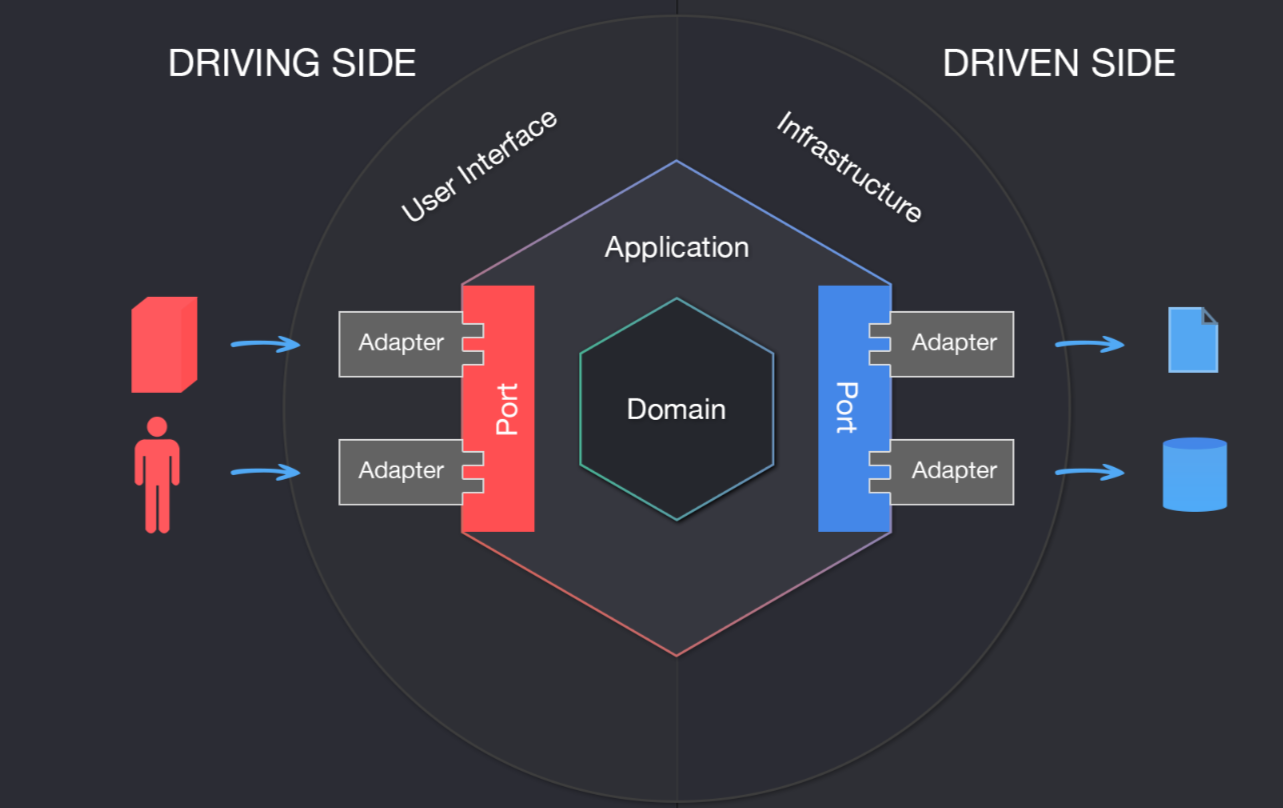 DRIVING SIDE
DRIVEN SIDE
User Interface
Infrastructure
Application
Adapter
Adapter
Port
Domain
Port
Adapter
Adapter